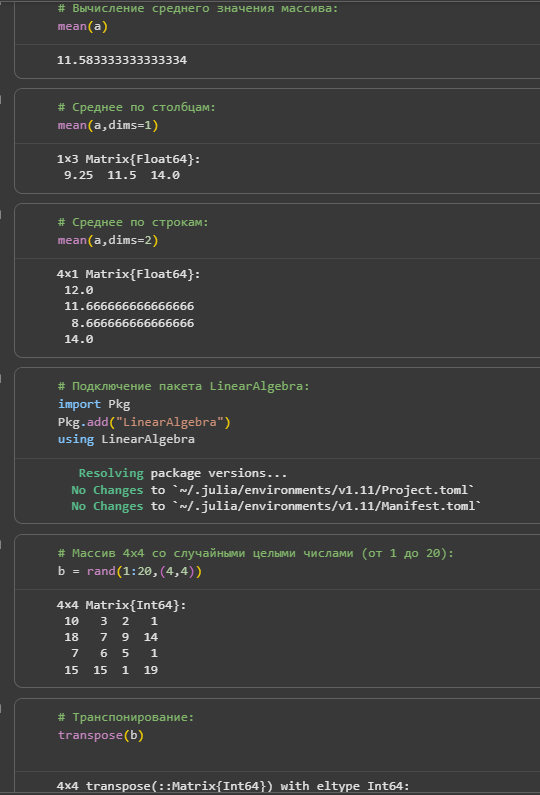 # Вычисление среднего значения массива:
mean(a)
11.583333333333334
# Среднее по столбцам:
mean(a,dims=1)
1×3 Matrix{Float64}:
 9.25  11.5  14.0
# Среднее по строкам:
mean(a,dims=2)
4×1 Matrix{Float64}:
 12.0
 11.666666666666666
  8.666666666666666
 14.0
# Подключение пакета LinearAlgebra:
import Pkg
Pkg.add("LinearAlgebra")
using LinearAlgebra
   Resolving package versions...
  No Changes to `~/.julia/environments/v1.11/Project.toml`
  No Changes to `~/.julia/environments/v1.11/Manifest.toml`
# Массив 4x4 со случайными целыми числами (от 1 до 20):
b = rand(1:20,(4,4))
4×4 Matrix{Int64}:
 10   3  2   1
 18   7  9  14
  7   6  5   1
 15  15  1  19
# Транспонирование:
transpose(b)
4×4 transpose(::Matrix{Int64}) with eltype Int64: